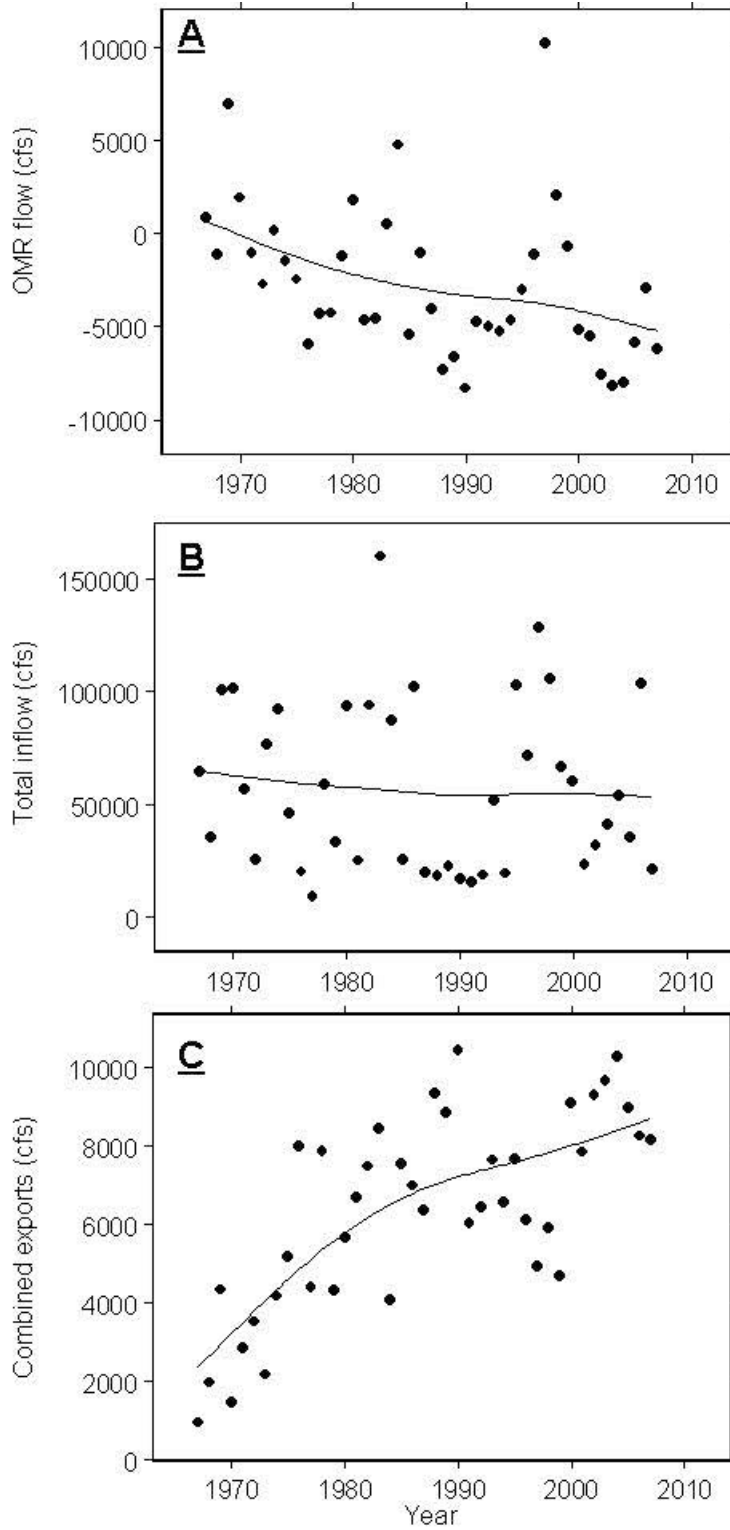 A
10000
5000
0
-5000
-10000
OMR flow (cfs)
1970 1980 1990 2000 2010
B
150000
100000
50000
0
Total inflow (cfs)
1970 1980 1990 2000 2010
C
10000
8000
6000
4000
2000
0
Combined exports (cfs)
1970 1980 1990 2000 2010
Year